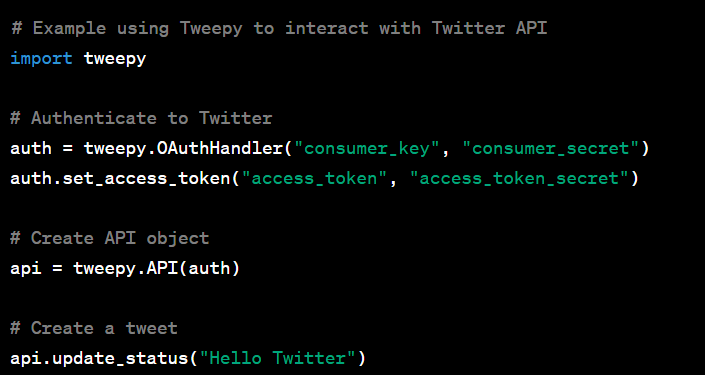 # Example using Tweepy to interact with Twitter API
import tweepy
# Authenticate to Twitter
auth = tweepy.OAuthHandler("consumer_key", "consumer_secret")
auth.set_access_token("access_token", "access_token_secret")
# Create API object
api = tweepy.API(auth)
# Create a tweet
api.update_status("Hello Twitter")